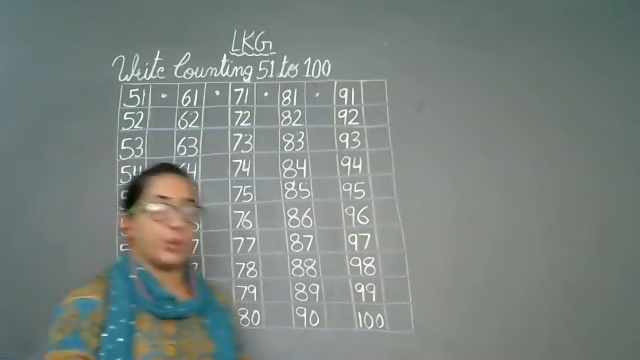 LKG
Write Counting 51 to 100
51 61 71 81 91
52 62 72 82 92
53 63 73 83 93
54 64 74 84 94
75 85 95
76 86 96
77 87 97
78 88 98
79 89 99
80 90 100